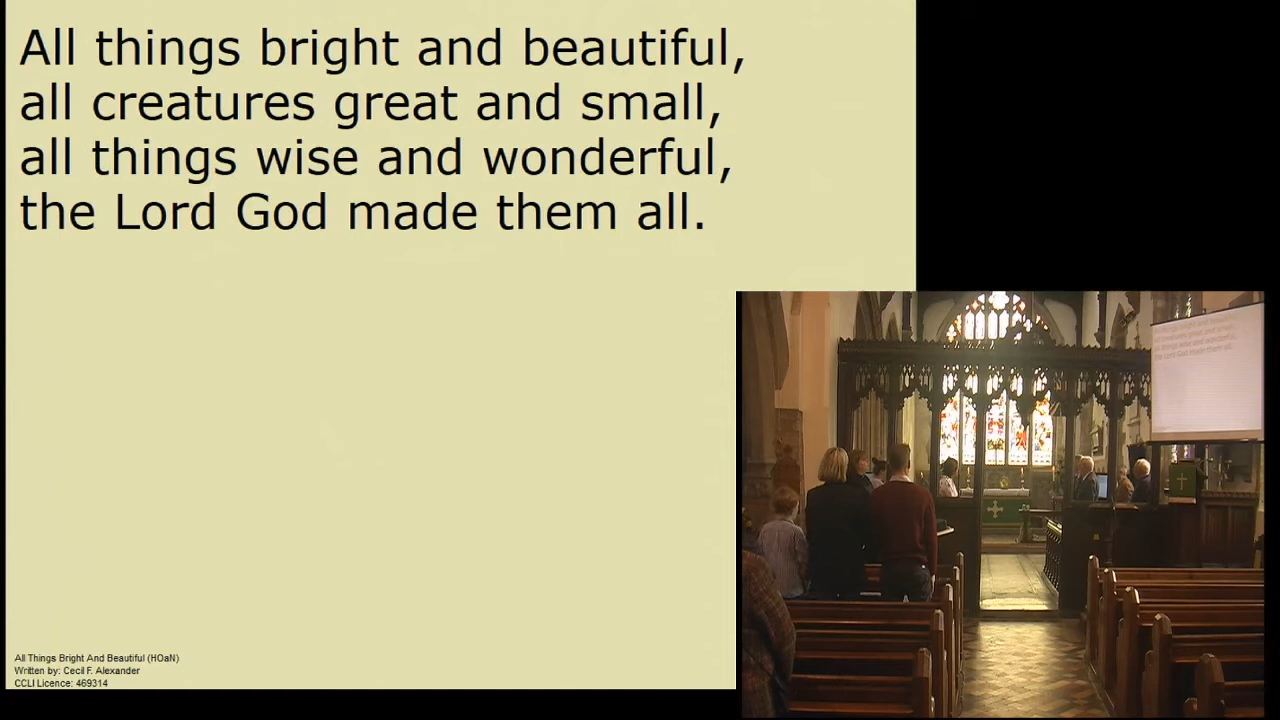 All things bright and beautiful,
all creatures great and small,
all things wise and wonderful,
the Lord God made them all.
All Things Bright And Beautiful (HOaN)
Written by: Cecil F. Alexander
CCLI Licence: 469314